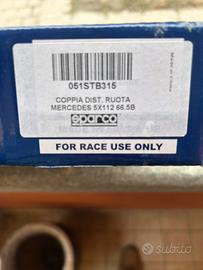 051STB315
COPPIA DIST. RUOTA
MERCEDES 5X112 66.5B
sparco
FOR RACE USE ONLY
subito